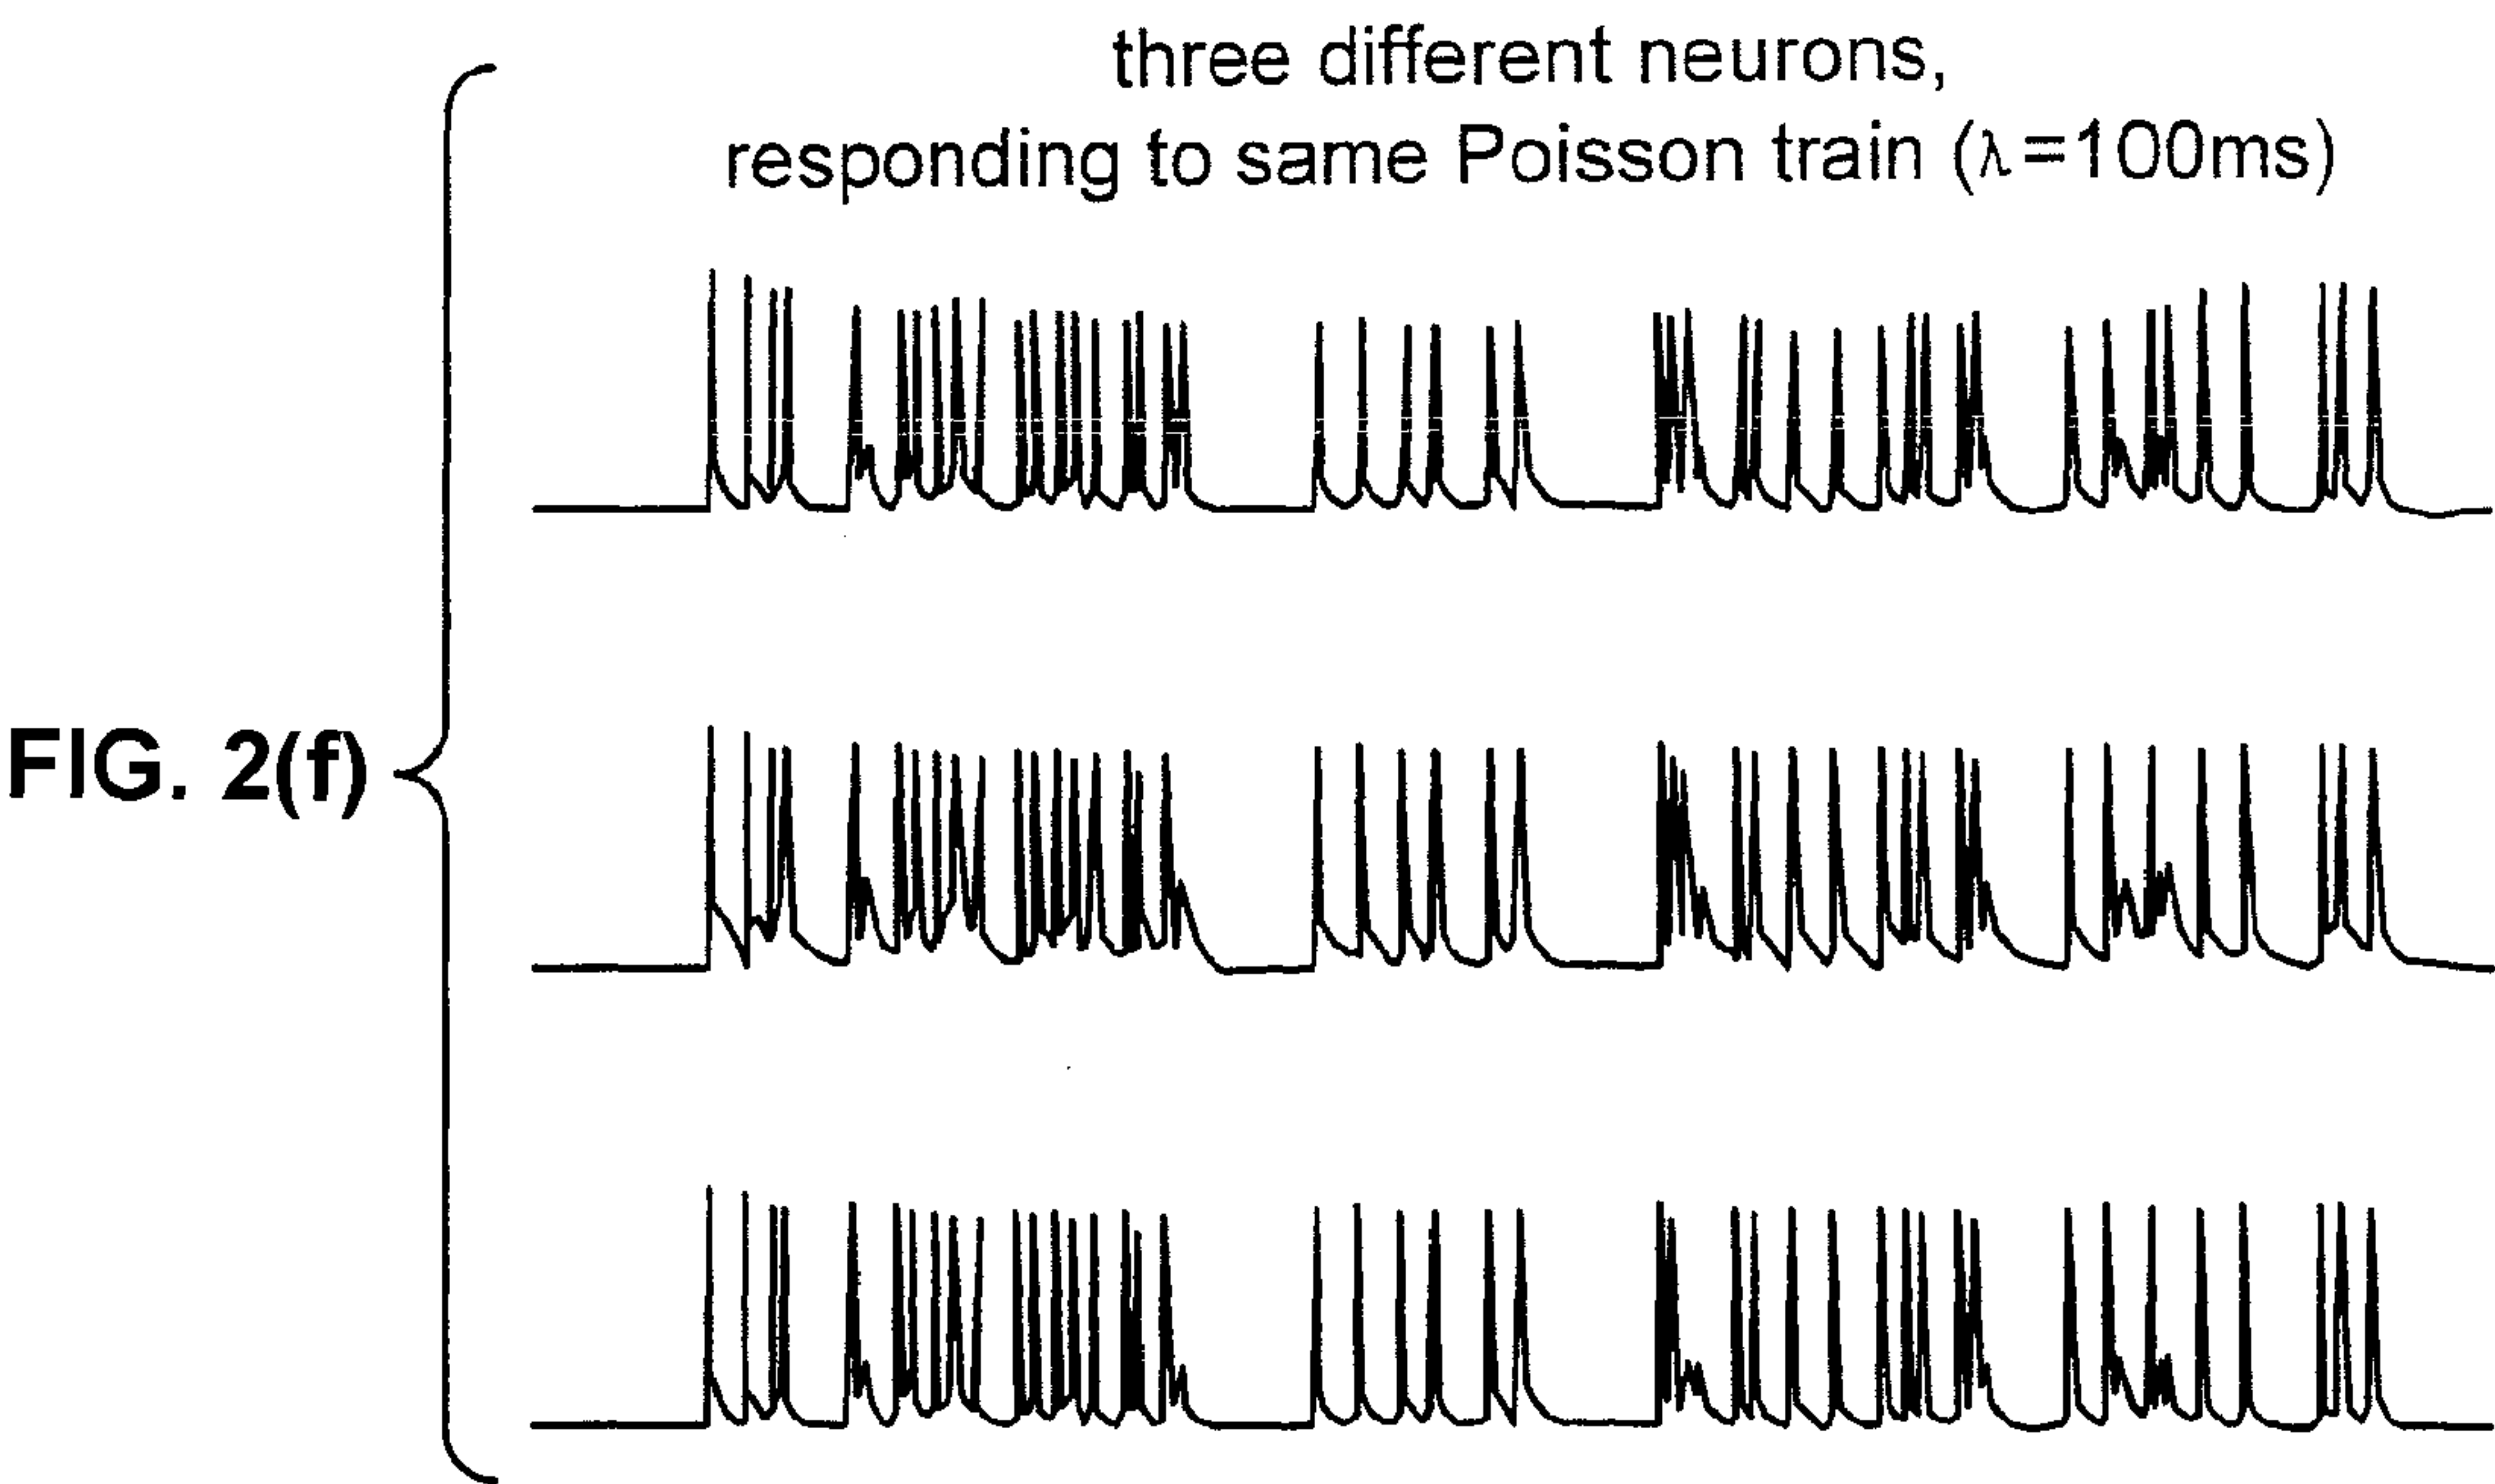 three different neurons,
responding to same Poisson train (λ=100ms)
FIG. 2(f)